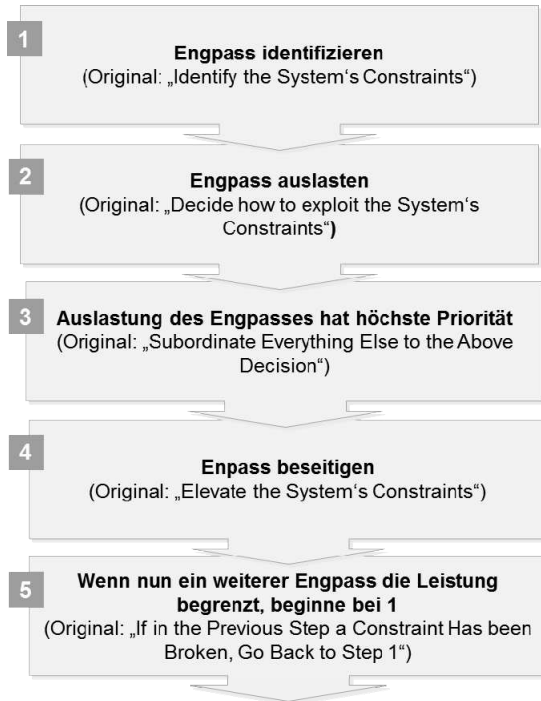 1
Engpass identifizieren
(Original: „Identify the System‘s Constraints“)
2
Engpass auslasten
(Original: „Decide how to exploit the System‘s
Constraints“)
3
Auslastung des Engpasses hat höchste Priorität
(Original: „Subordinate Everything Else to the Above
Decision“)
4
Enpass beseitigen
(Original: „Elevate the System‘s Constraints“)
5
Wenn nun ein weiterer Engpass die Leistung
begrenzt, beginne bei 1
(Original: „If in the Previous Step a Constraint Has been
Broken, Go Back to Step 1“)